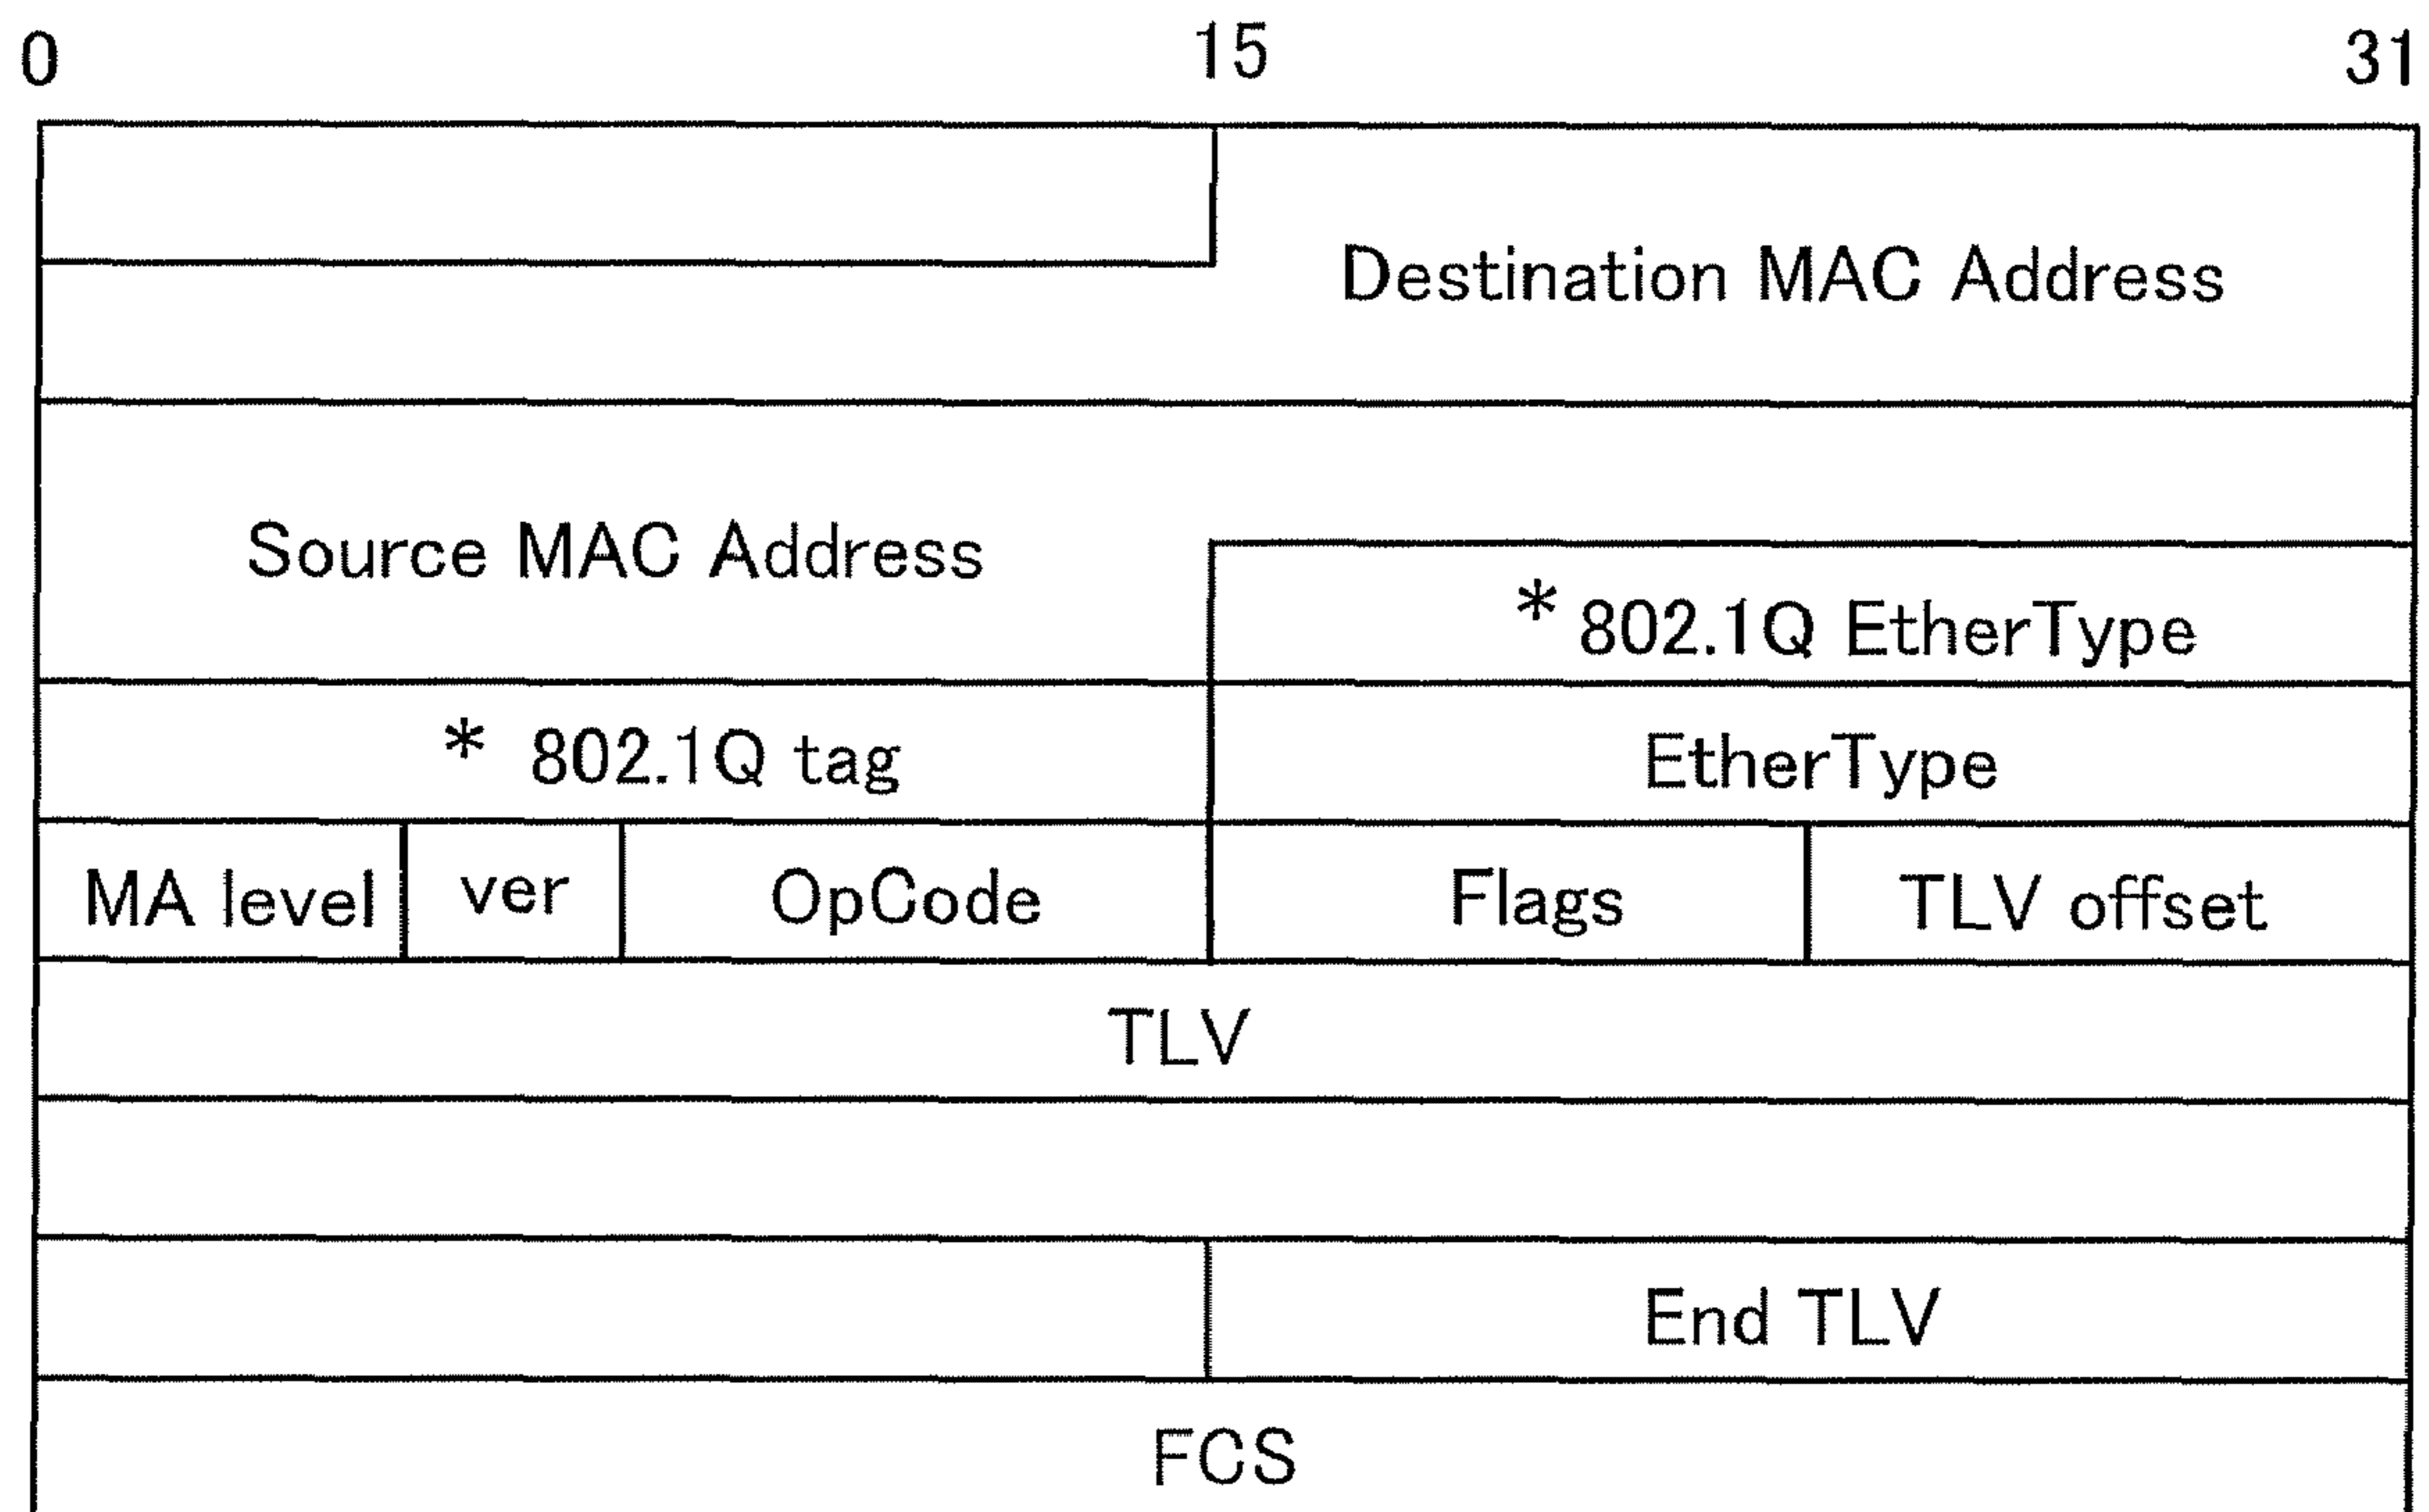 0 15 31
Destination MAC Address
Source MAC Address
* 802.1Q EtherType
* 802.1Q tag EtherType
MA level ver OpCode Flags TLV offset
TLV
End TLV
FCS